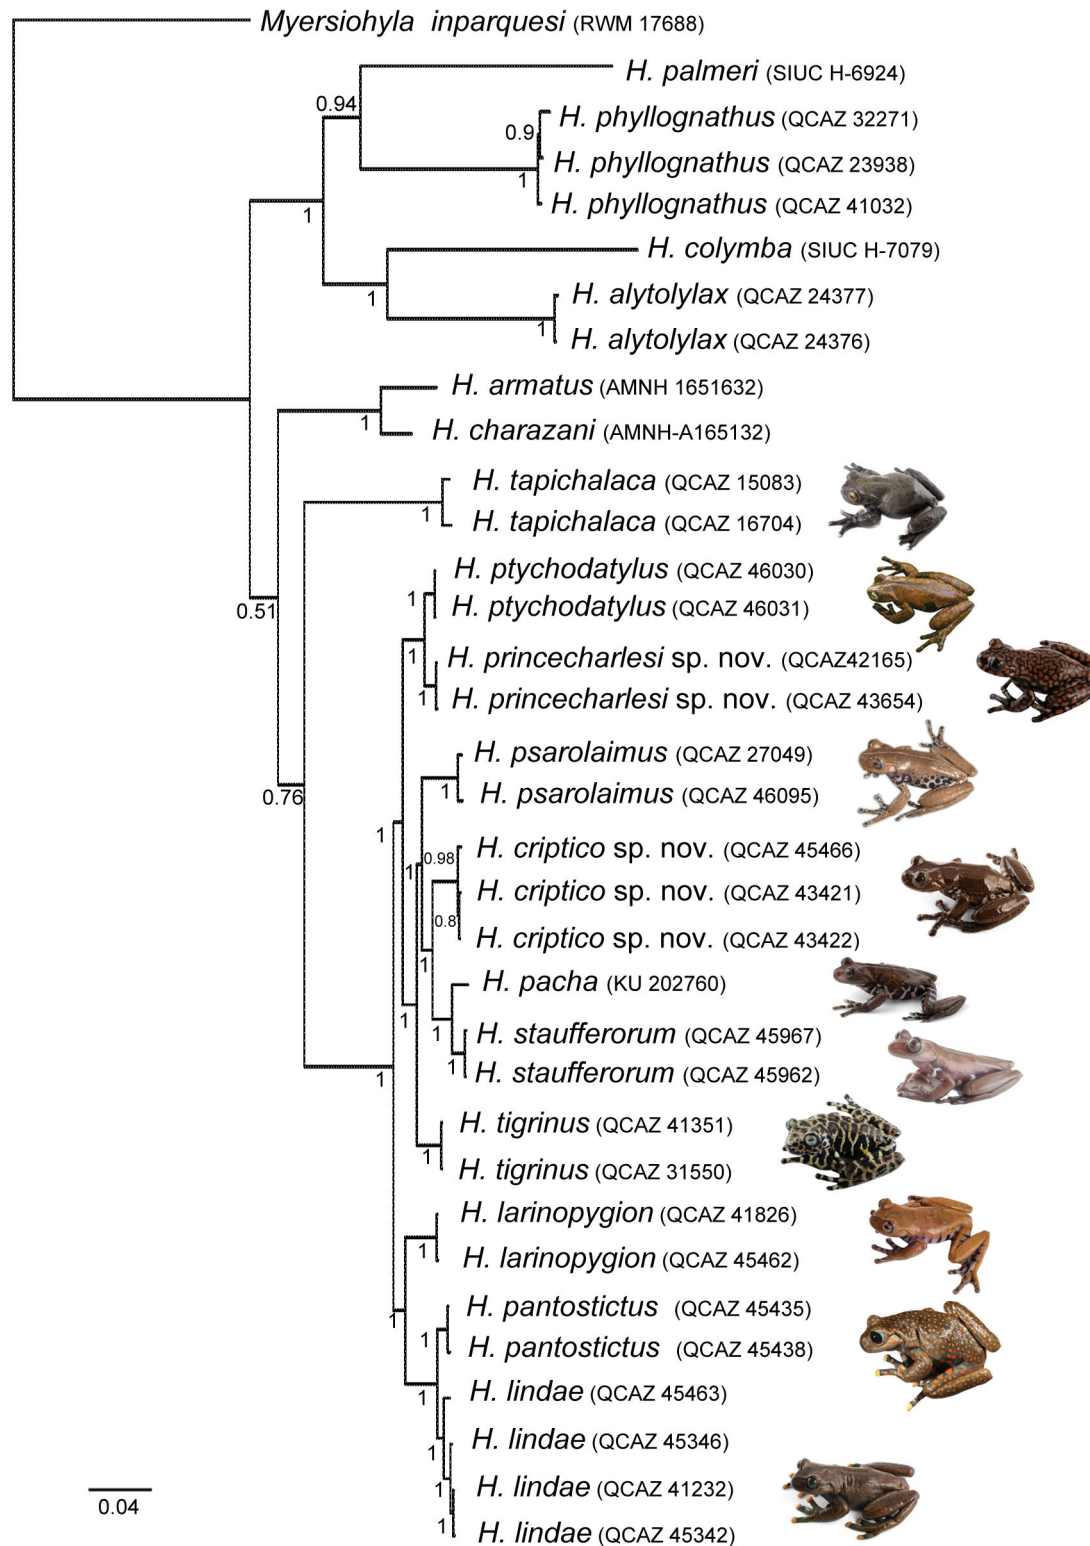 Myersiohyla inparquesi (RWM 17688)
H. palmeri (SIUC H-6924)
0.94
H. phyllognathus (QCAZ 32271)
0.9
H. phyllognathus (QCAZ 23938)
1
H. phyllognathus (QCAZ 41032)
1
H. colymba (SIUC H-7079)
1
H. alytolylax (QCAZ 24377)
1
H. alytolylax (QCAZ 24376)
H. armatus (AMNH 1651632)
1
H. charazani (AMNH-A165132)
H. tapichalaca (QCAZ 15083)
1
H. tapichalaca (QCAZ 16704)
H. ptychodatylus (QCAZ 46030)
1
H. ptychodatylus (QCAZ 46031)
0.51
1
H. princecharlesi sp. nov. (QCAZ42165)
1
H. princecharlesi sp. nov. (QCAZ 43654)
H. psarolaimus (QCAZ 27049)
1
H. psarolaimus (QCAZ 46095)
0.76
1
H. criptico sp. nov. (QCAZ 45466)
0.98
1
H. criptico sp. nov. (QCAZ 43421)
0.8
H. criptico sp. nov. (QCAZ 43422)
1
H. pacha (KU 202760)
1
1
H. staufferorum (QCAZ 45967)
1
H. staufferorum (QCAZ 45962)
1
H. tigrinus (QCAZ 41351)
1
H. tigrinus (QCAZ 31550)
H. larinopygion (QCAZ 41826)
1
H. larinopygion (QCAZ 45462)
H. pantostictus (QCAZ 45435)
1
1
H. pantostictus (QCAZ 45438)
1
H. lindae (QCAZ 45463)
1
H. lindae (QCAZ 45346)
1
H. lindae (QCAZ 41232)
1
H. lindae (QCAZ 45342)
0.04